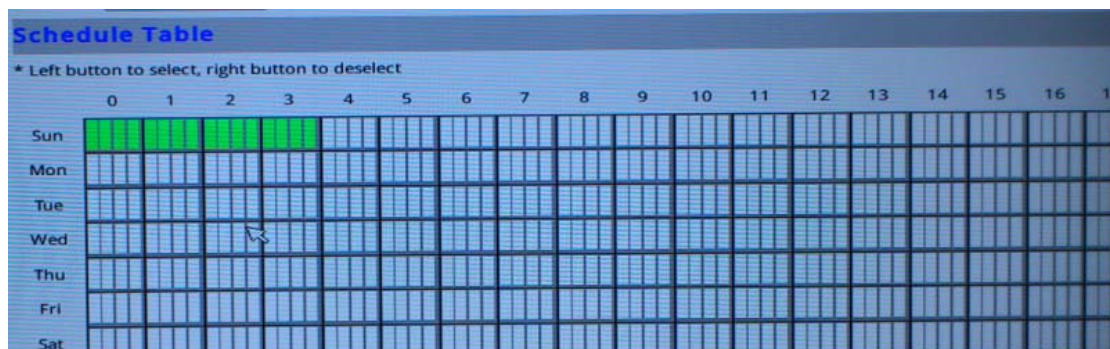 Schedule Table
* Left button to select, right button to deselect
0 1 2 3 4 5 6 7 8 9 10 11 12 13 14 15 16
Sun
Mon
Tue
Wed
Thu
Fri
Sat